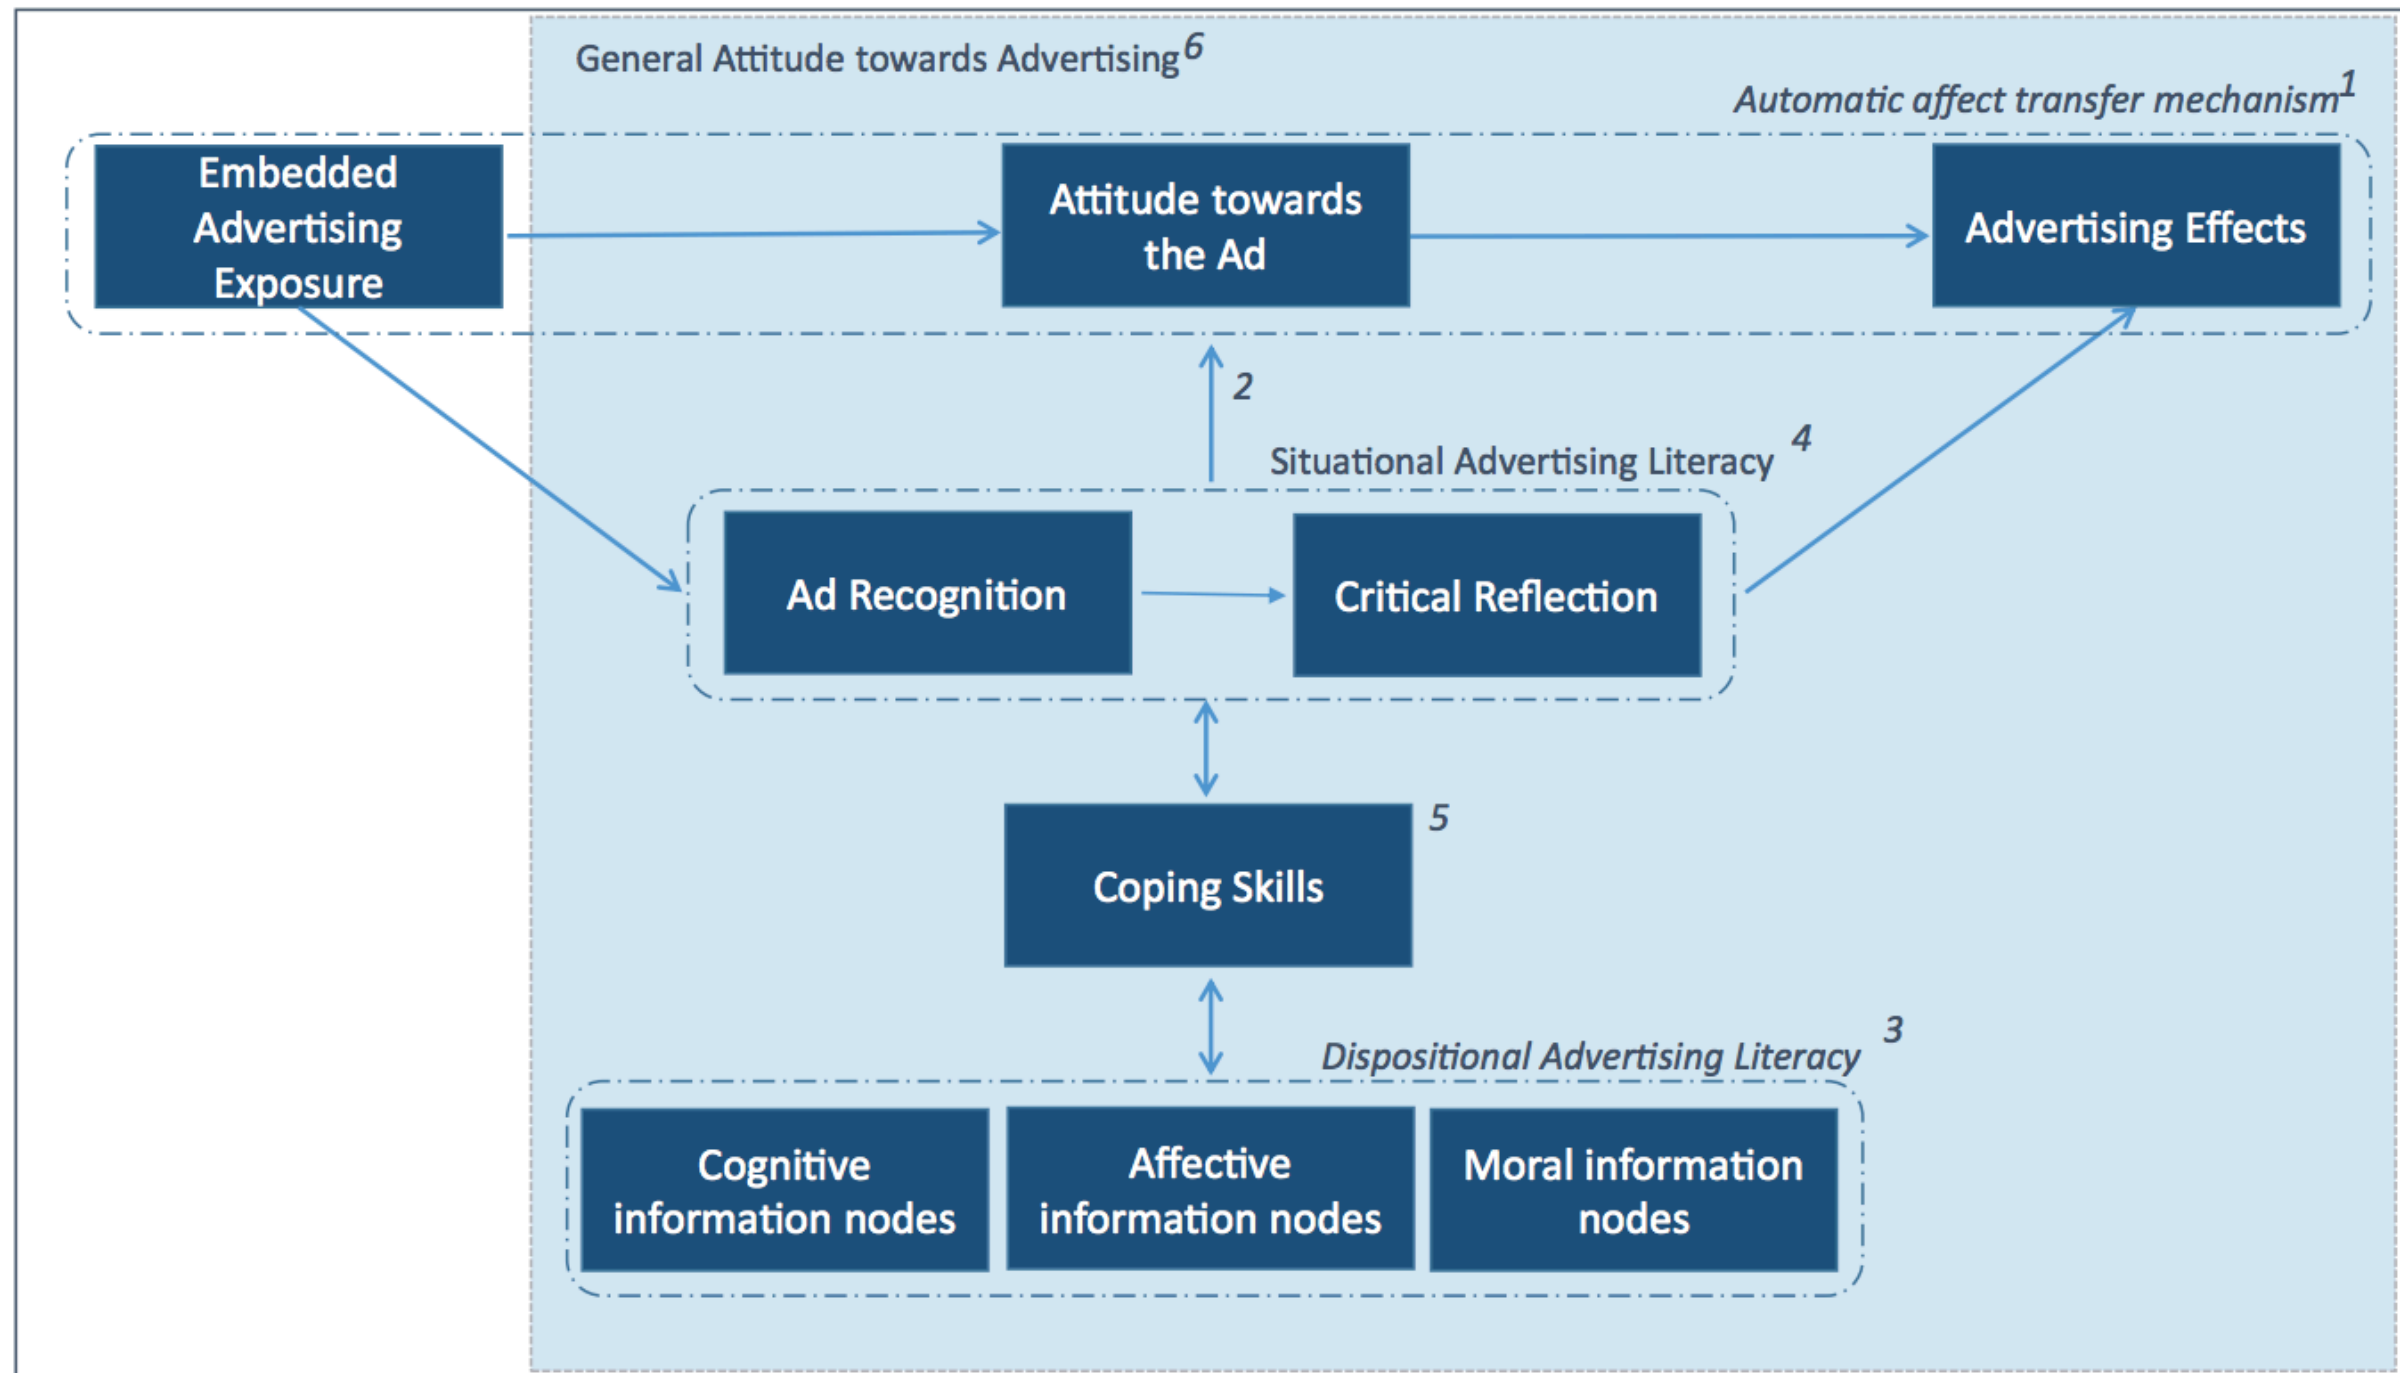 General Attitude towards Advertising6
Automatic affect transfer mechanism1
Embedded
Advertising
Exposure
Attitude towards
the Ad
Advertising Effects
2
Situational Advertising Literacy 4
Ad Recognition
Critical Reflection
5
Coping Skills
Dispositional Advertising Literacy 3
Cognitive
information nodes
Affective
information nodes
Moral information
nodes